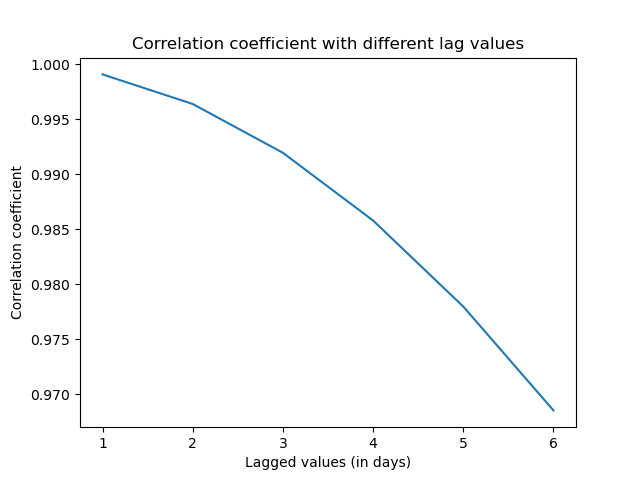 Correlation coefficient with different lag values
1.000
0.995
0.990
0.985
0.980
0.975
0.970
Correlation coefficient
1 2 3 4 5 6
Lagged values (in days)